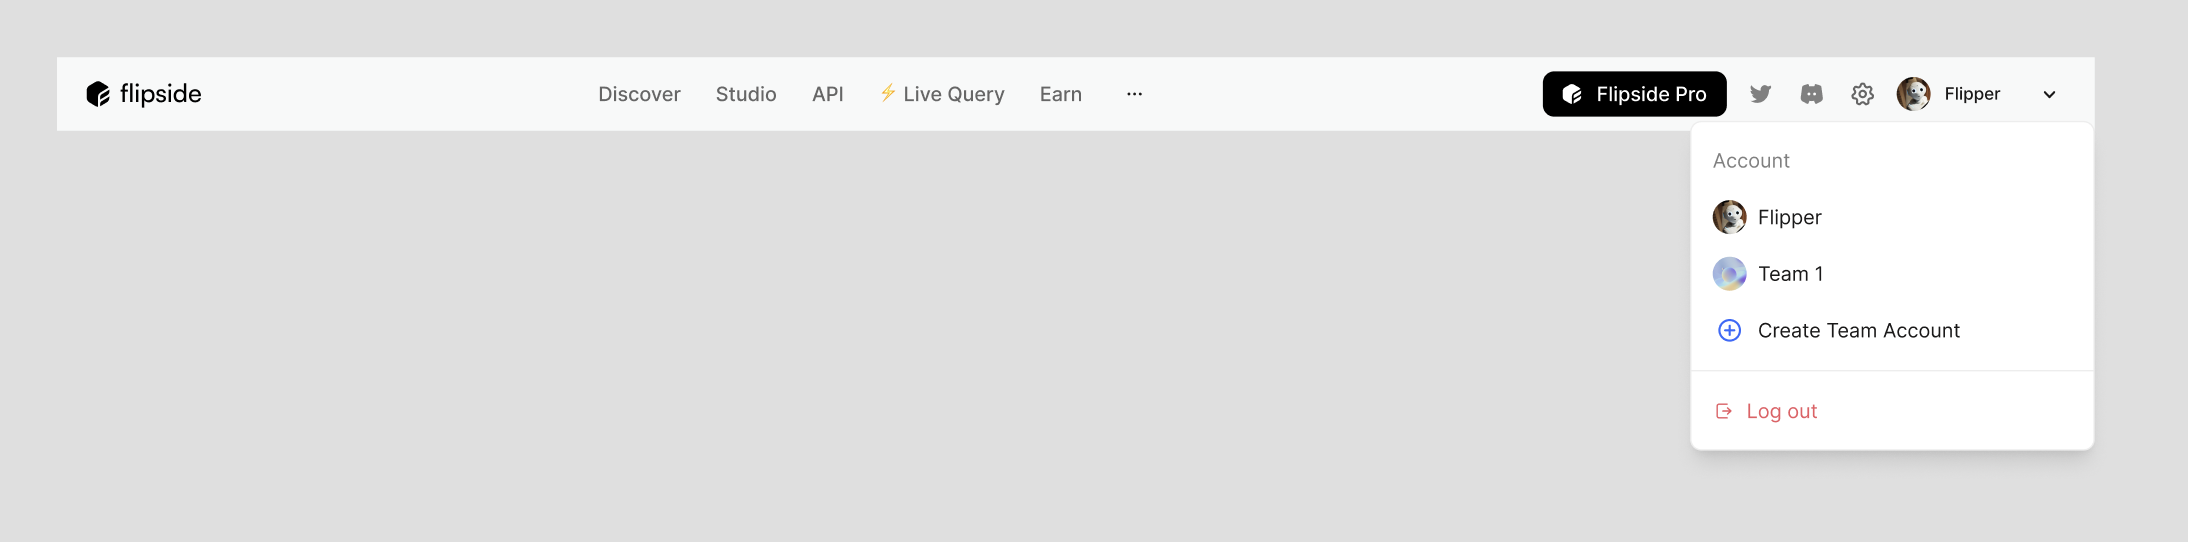 flipside
Discover Studio API ⚡ Live Query Earn ...
Flipside Pro
Flipper
Account
Flipper
Team 1
Create Team Account
Log out